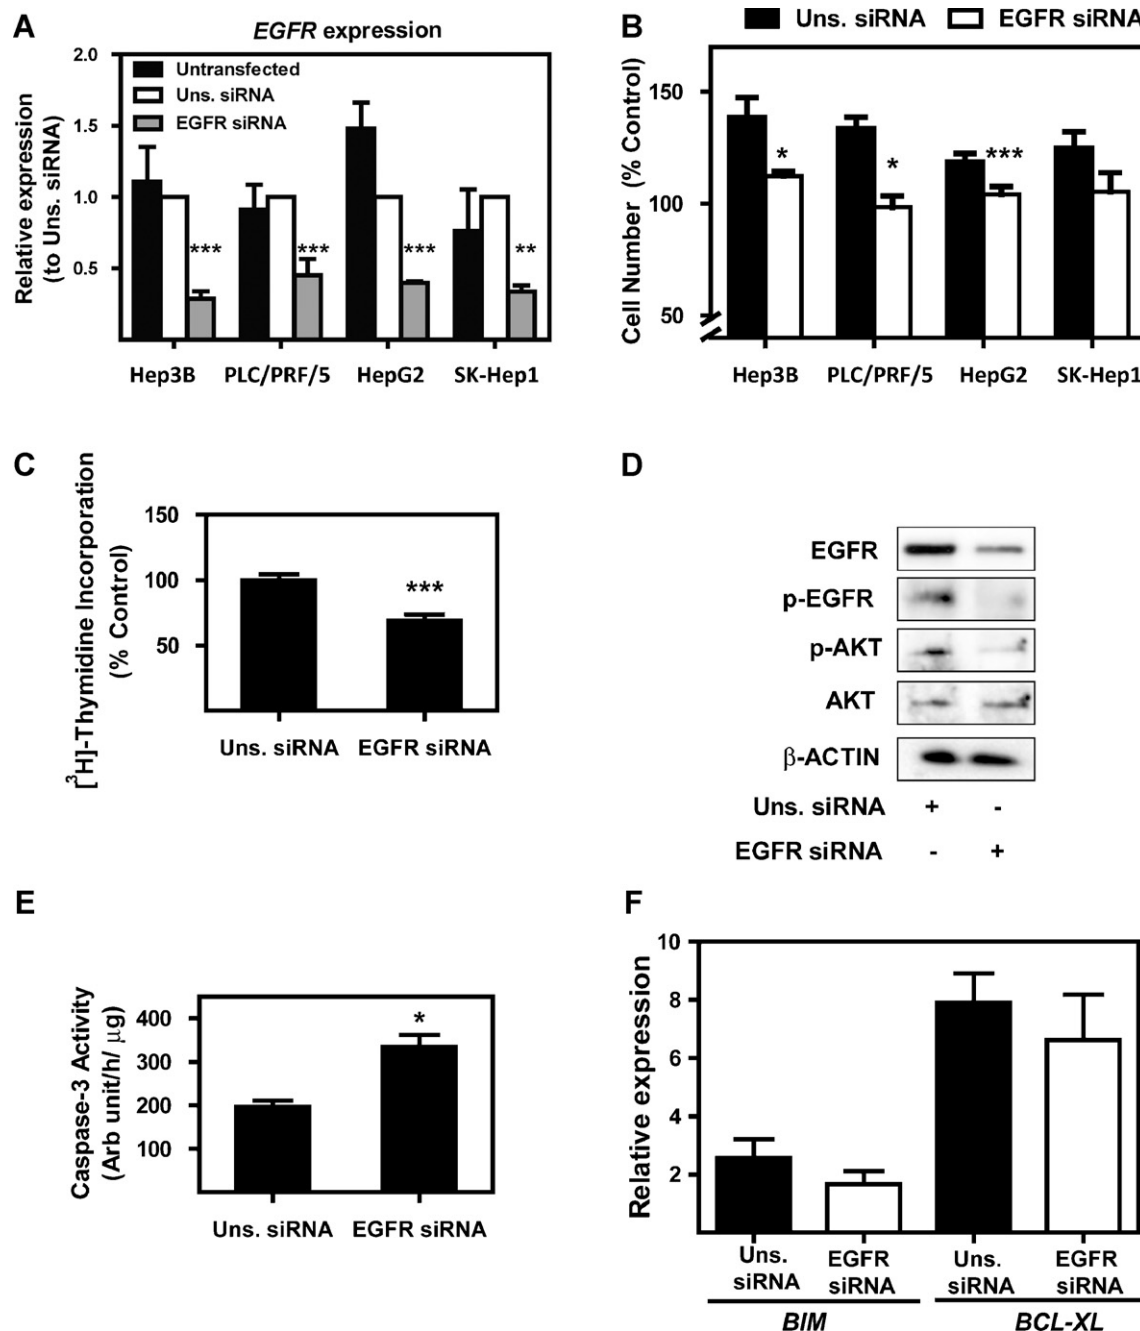 A
EGFR expression
Relative expression
(to Uns. siRNA)
2.0
1.5
1.0
0.5
Untransfected
Uns. siRNA
EGFR siRNA
***
***
***
**
Hep3B
PLC/PRF/5
HepG2
SK-Hep1
B
Uns. siRNA
EGFR siRNA
Cell Number (% Control)
150
100
50
*
*
***
Hep3B
PLC/PRF/5
HepG2
SK-Hep1
C
[³H]-Thymidine Incorporation
(% Control)
150
100
50
***
Uns. siRNA
EGFR siRNA
D
EGFR
p-EGFR
p-AKT
AKT
β-ACTIN
Uns. siRNA + -
EGFR siRNA - +
E
Caspase-3 Activity
(Arb unit/h/ μg)
400
300
200
100
*
Uns. siRNA
EGFR siRNA
F
Relative expression
10
8
6
4
2
Uns.
siRNA
EGFR
siRNA
Uns.
siRNA
EGFR
siRNA
BIM
BCL-XL